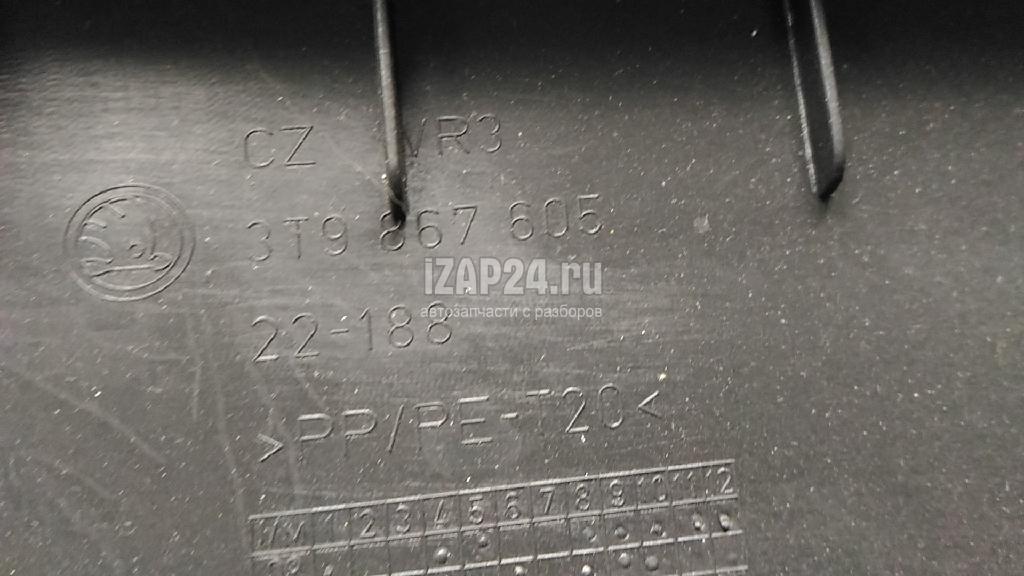 CZ WR3
3T9 867 605
iZAP24.ru
автозапчасти с разборов
22-188
>PP/PE-T20<
1 2 3 4 5 6 7 8 9 10 11 12